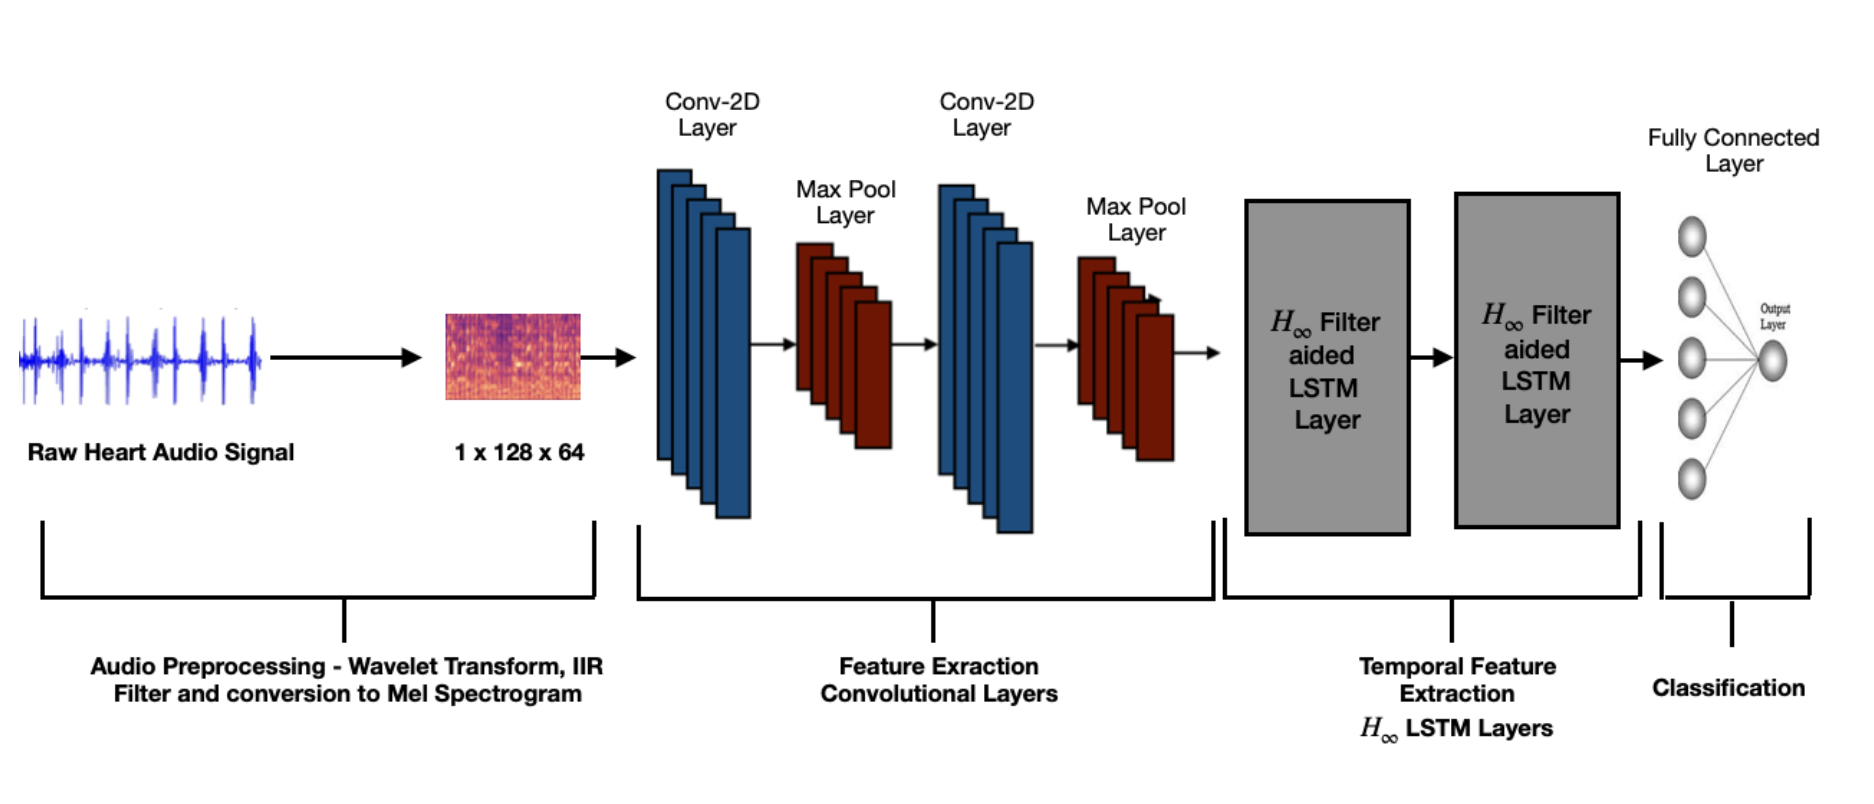 Conv-2D
Layer
Max Pool
Layer
Conv-2D
Layer
Max Pool
Layer
Fully Connected
Layer
H∞ Filter
aided
LSTM
Layer
H∞ Filter
aided
LSTM
Layer
Output
Layer
Raw Heart Audio Signal
1 x 128 x 64
Audio Preprocessing - Wavelet Transform, IIR
Filter and conversion to Mel Spectrogram
Feature Exraction
Convolutional Layers
Temporal Feature
Extraction
H∞ LSTM Layers
Classification